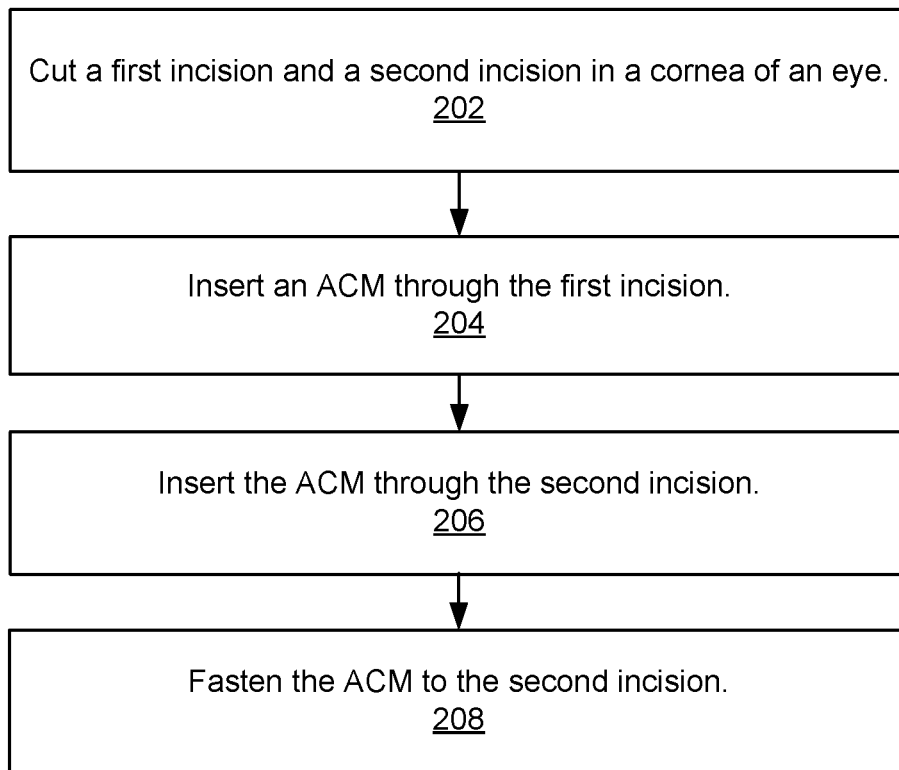 Cut a first incision and a second incision in a cornea of an eye.
202
Insert an ACM through the first incision.
204
Insert the ACM through the second incision.
206
Fasten the ACM to the second incision.
208